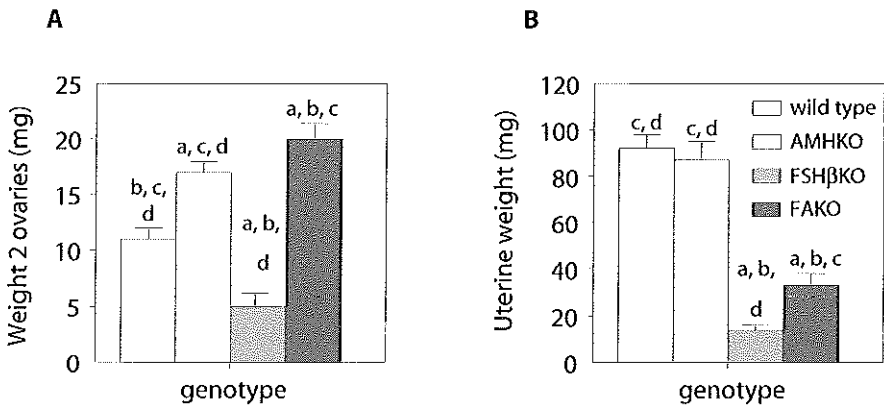 A
Weight 2 ovaries (mg)
25
20
15
10
5
0
b, c,
d
a, c, d
a, b,
d
a, b, c
genotype
B
Uterine weight (mg)
120
100
80
60
40
20
0
c, d
c, d
a, b,
d
a, b, c
wild type
AMHKO
FSHβKO
FAKO
genotype